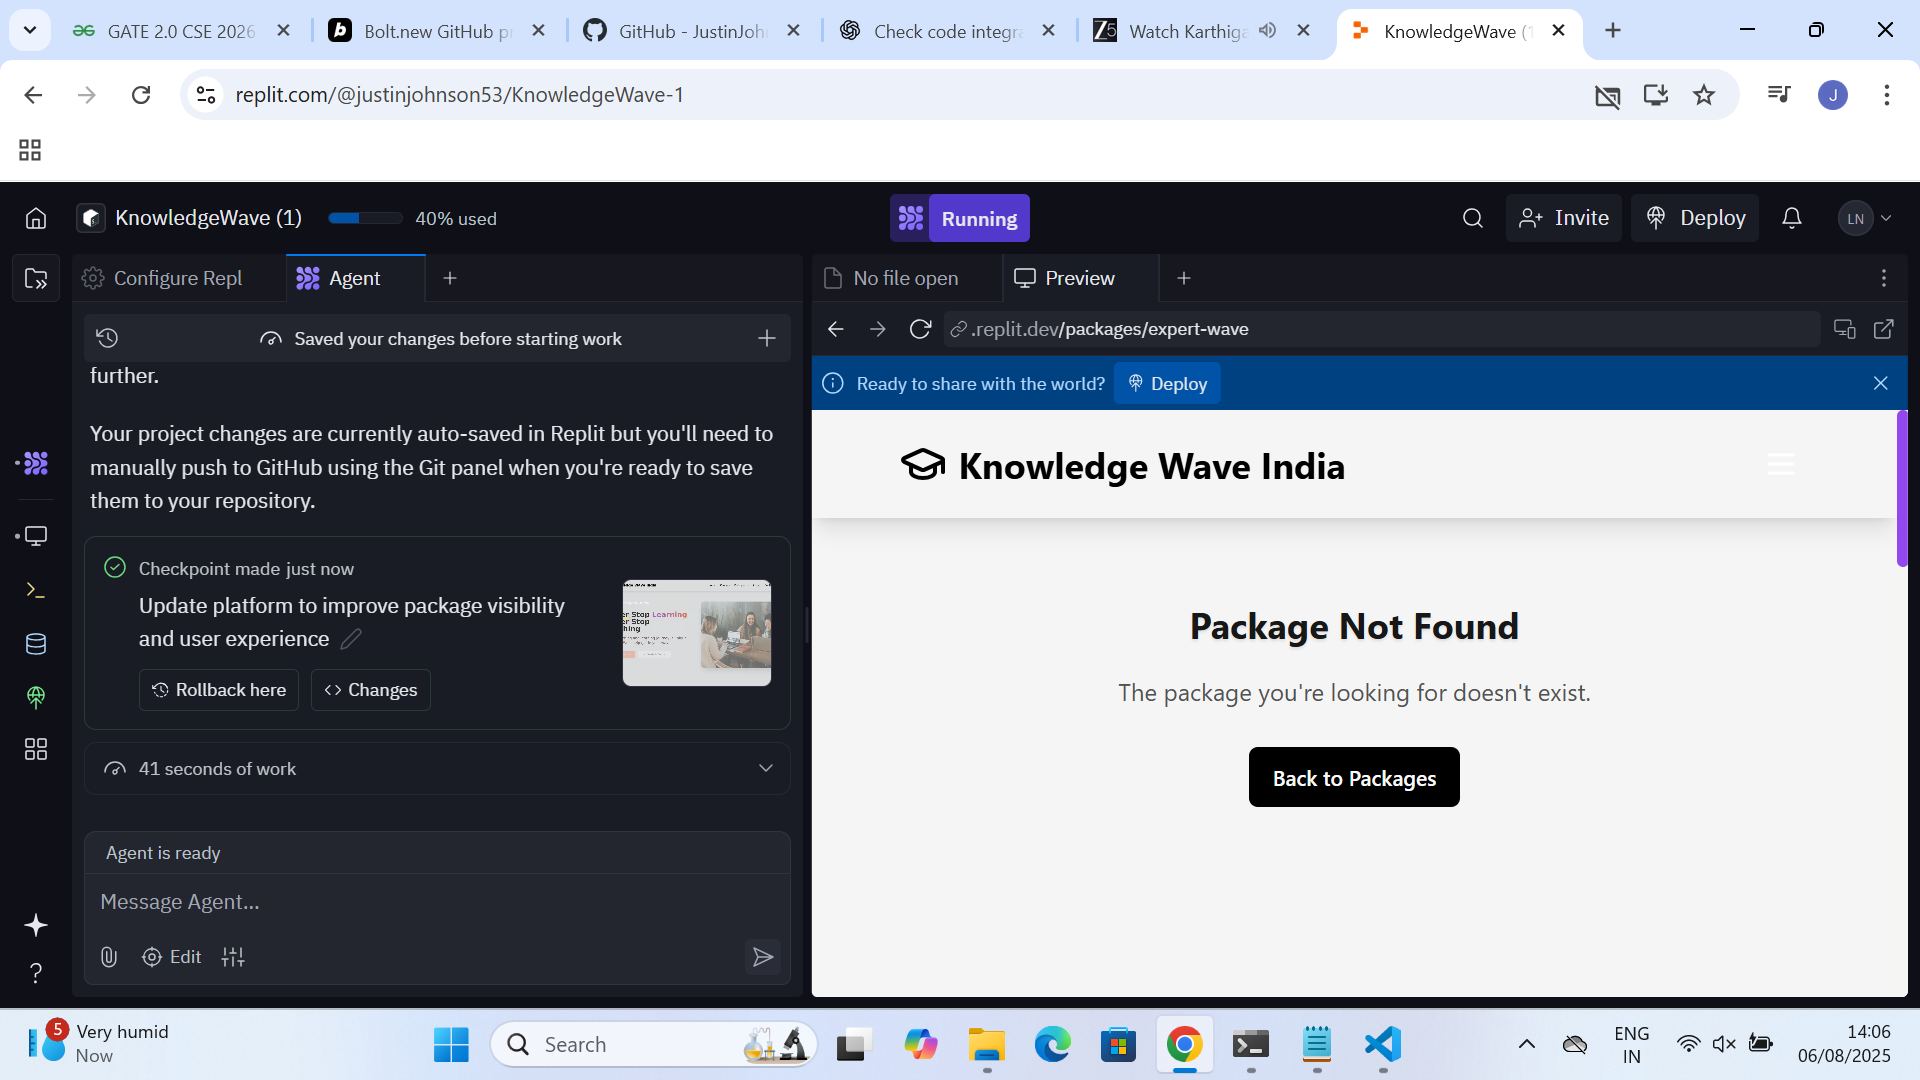 GATE 2.0 CSE 2026
Bolt.new GitHub p
GitHub - JustinJoh
Check code integra
Watch Karthiga
KnowledgeWave (1
replit.com/@justinjohnson53/KnowledgeWave-1
J
KnowledgeWave (1)
40% used
Running
Invite
Deploy
LN
Configure Repl
Agent
No file open
Preview
Saved your changes before starting work
.replit.dev/packages/expert-wave
further.
Ready to share with the world?
Deploy
Your project changes are currently auto-saved in Replit but you'll need to
manually push to GitHub using the Git panel when you're ready to save
them to your repository.
Knowledge Wave India
Checkpoint made just now
Update platform to improve package visibility
and user experience
Rollback here
Changes
Package Not Found
The package you're looking for doesn't exist.
Back to Packages
41 seconds of work
Agent is ready
Message Agent...
Edit
5
Very humid
Now
Search
ENG
IN
14:06
06/08/2025